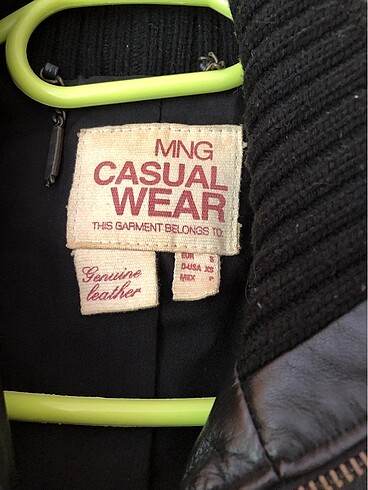 MNG
CASUAL
WEAR
THIS GARMENT BELONGS TO:
Genuine
leather
EUR S
D-USA XS
MEX P